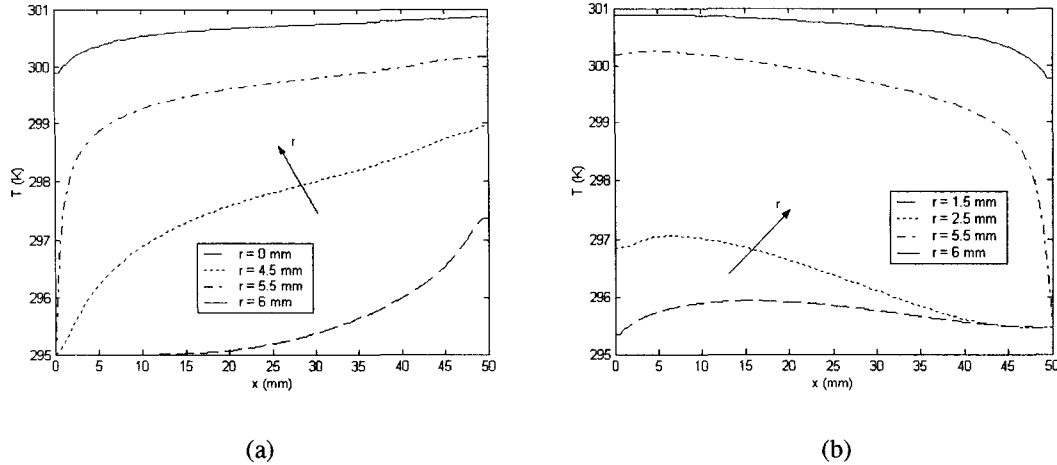 301
300
299
298
297
296
295
T (K)
r
r = 0 mm
r = 4.5 mm
r = 5.5 mm
r = 6 mm
0 5 10 15 20 25 30 35 40 45 50
x (mm)
(a)
301
300
299
298
297
296
295
T (K)
r
r = 1.5 mm
r = 2.5 mm
r = 5.5 mm
r = 6 mm
0 5 10 15 20 25 30 35 40 45 50
x (mm)
(b)